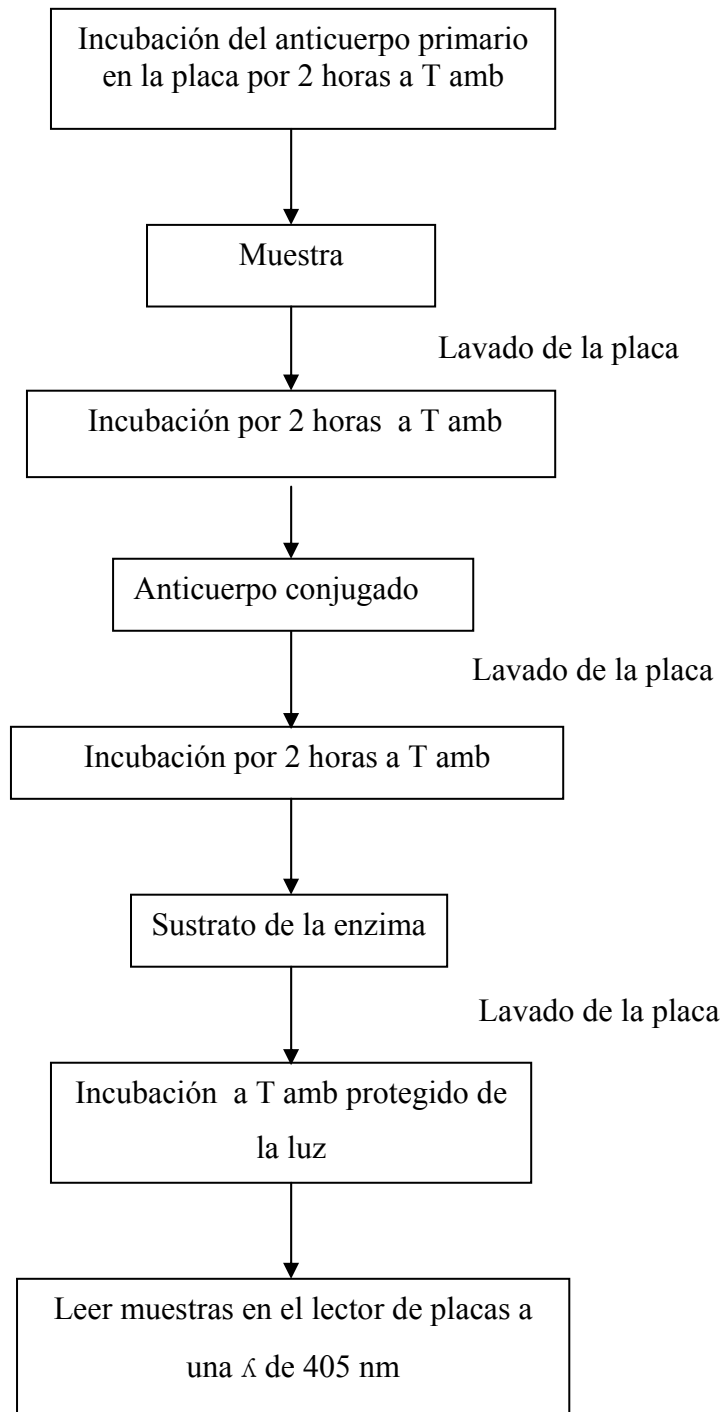 Incubación del anticuerpo primario
en la placa por 2 horas a T amb
Muestra
Lavado de la placa
Incubación por 2 horas a T amb
Anticuerpo conjugado
Lavado de la placa
Incubación por 2 horas a T amb
Sustrato de la enzima
Lavado de la placa
Incubación a T amb protegido de
la luz
Leer muestras en el lector de placas a
una ʎ de 405 nm